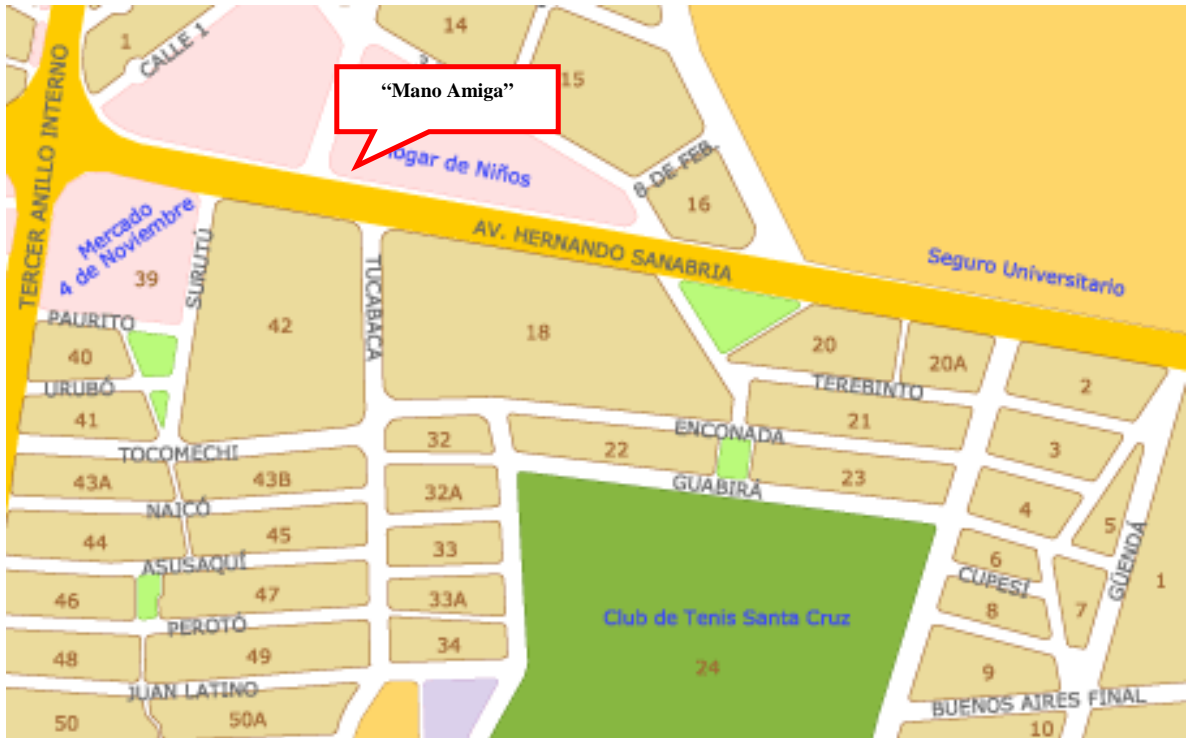 14
1
CALLE 1
“Mano Amiga”
15
TERCER ANILLO INTERNO
Hogar de Niños
8 DE FEB.
16
AV. HERNANDO SANABRIA
Mercado
4 de Noviembre
39
SURUTÚ
TUCABACA
Seguro Universitario
PAURITO
42
18
40
20
20A
2
URUBÓ
TEREBINTO
41
21
32
ENCONADA
3
TOCOMECHI
22
23
43A
43B
32A
GUABIRÁ
4
NAICÓ
5
44
45
33
GÜENDÁ
6
ASUSAQUÍ
CUPESÍ
1
46
47
33A
8
7
Club de Tenis Santa Cruz
PEROTÓ
34
48
49
24
9
JUAN LATINO
BUENOS AIRES FINAL
50
50A
10